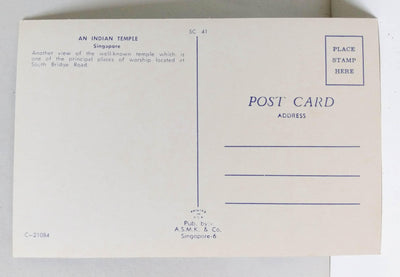 SC. 41
AN INDIAN TEMPLE
Singapore
Another view of the well-known temple which is
one of the principal places of worship located at
South Bridge Road.
C-21084
PLACE
STAMP
HERE
POST CARD
ADDRESS
Pub. by:-
A.S.M.K. & Co.
Singapore-6.